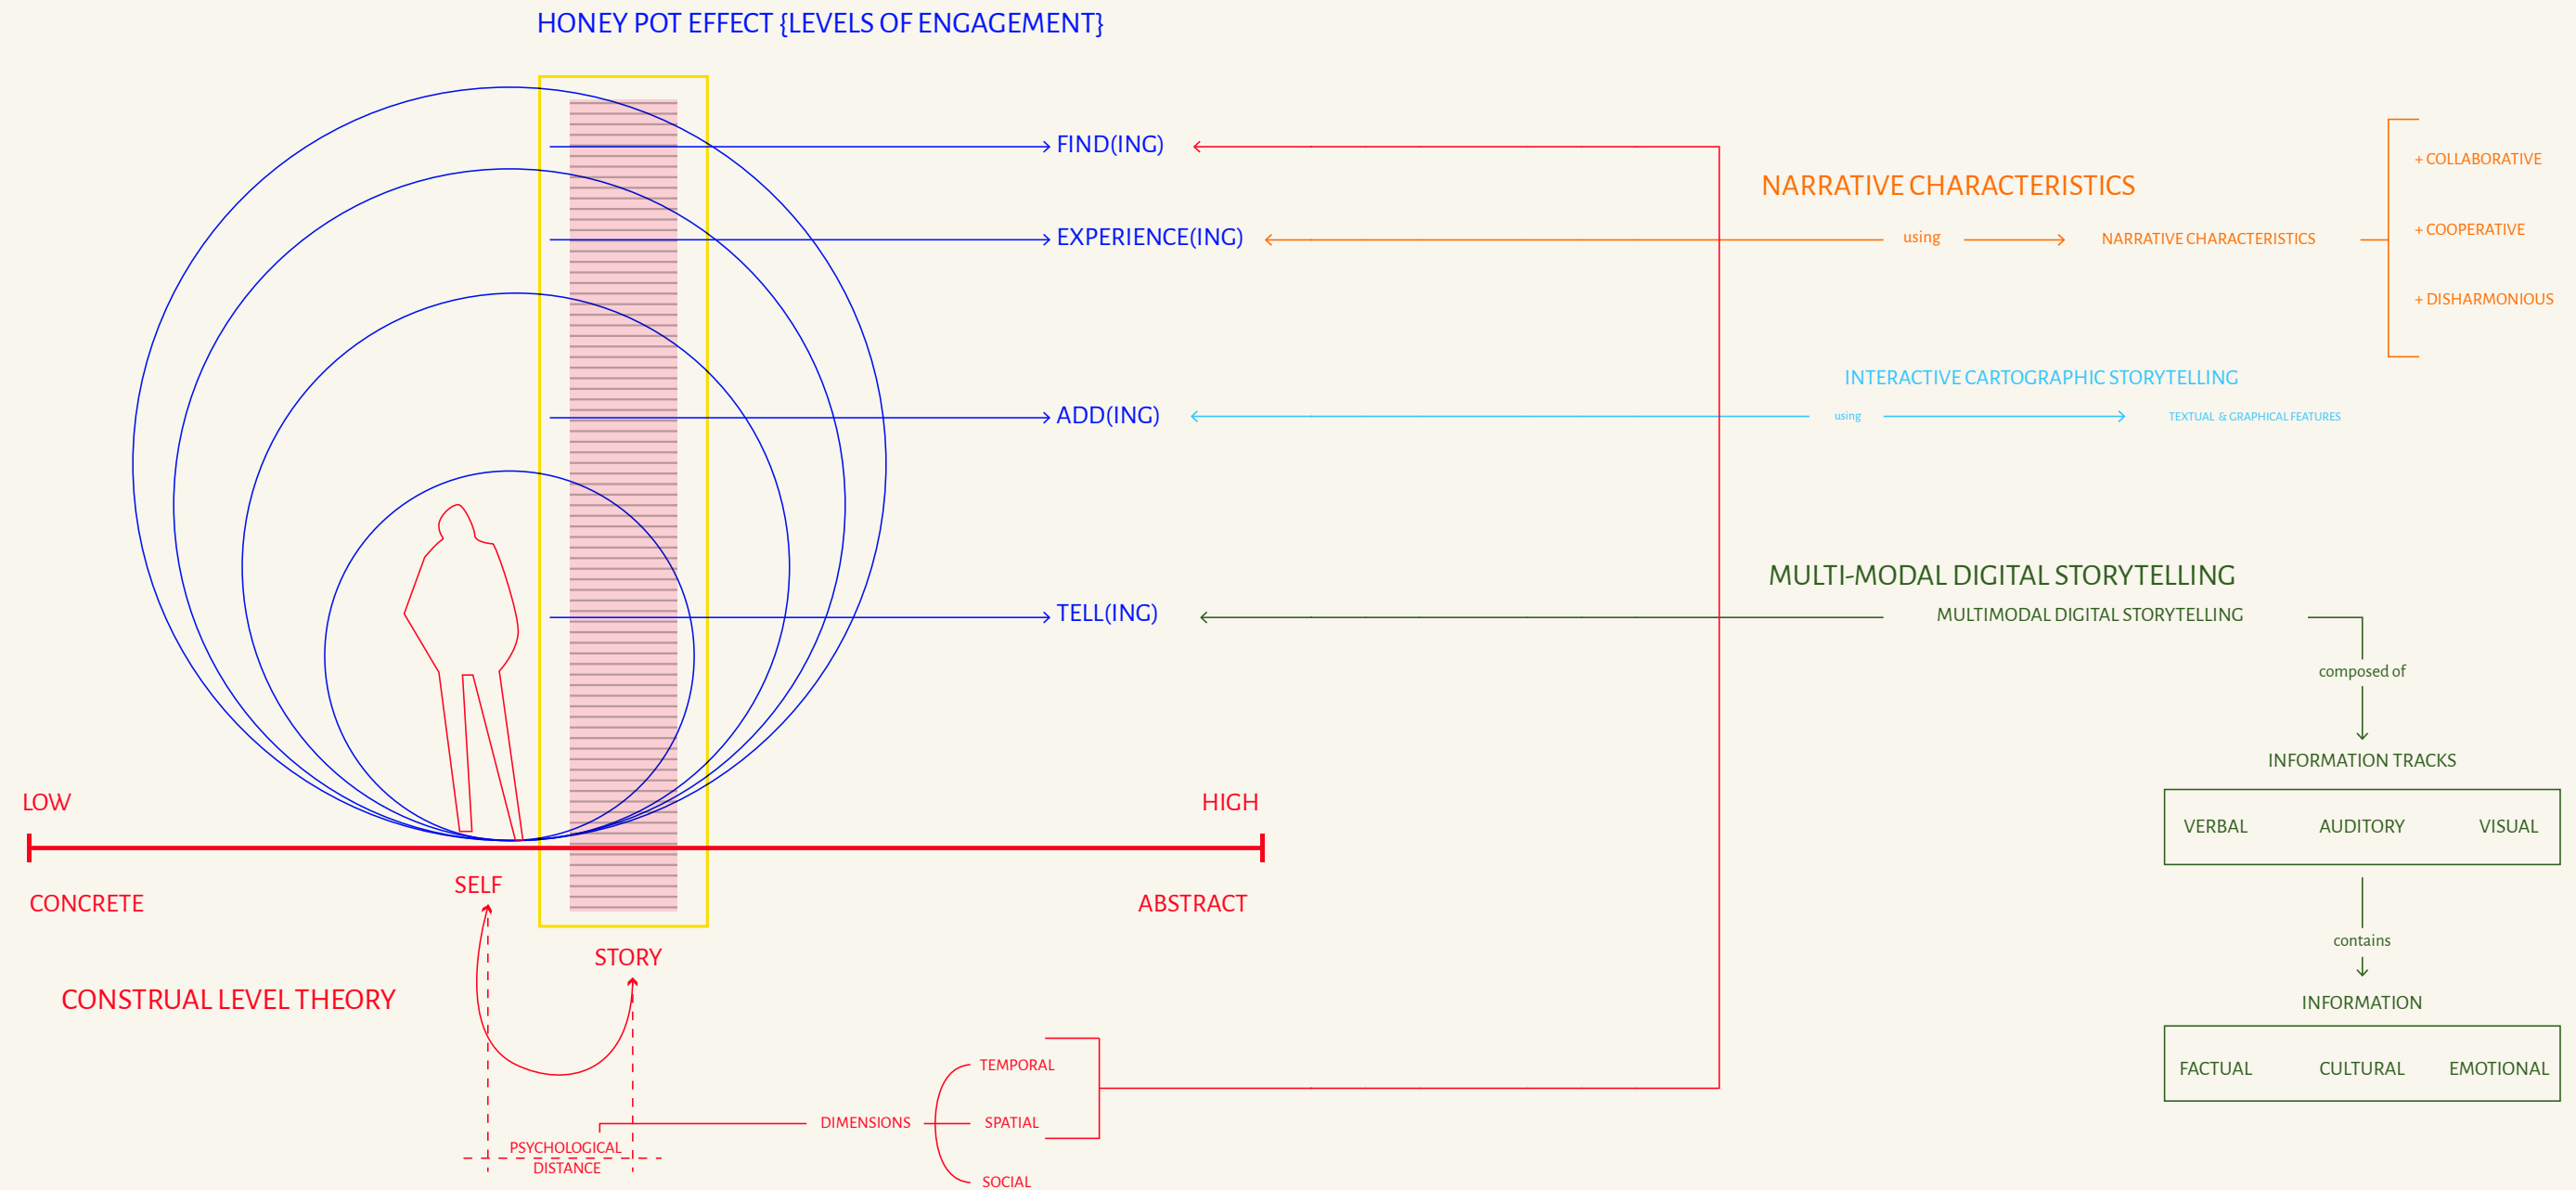 HONEY POT EFFECT {LEVELS OF ENGAGEMENT}
FIND(ING)
EXPERIENCE(ING)
ADD(ING)
TELL(ING)
NARRATIVE CHARACTERISTICS
using
NARRATIVE CHARACTERISTICS
+ COLLABORATIVE
+ COOPERATIVE
+ DISHARMONIOUS
INTERACTIVE CARTOGRAPHIC STORYTELLING
using
TEXTUAL & GRAPHICAL FEATURES
MULTI-MODAL DIGITAL STORYTELLING
MULTIMODAL DIGITAL STORYTELLING
composed of
INFORMATION TRACKS
VERBAL AUDITORY VISUAL
contains
INFORMATION
FACTUAL CULTURAL EMOTIONAL
LOW
HIGH
CONCRETE
SELF
ABSTRACT
STORY
CONSTRUAL LEVEL THEORY
PSYCHOLOGICAL
DISTANCE
DIMENSIONS
TEMPORAL
SPATIAL
SOCIAL